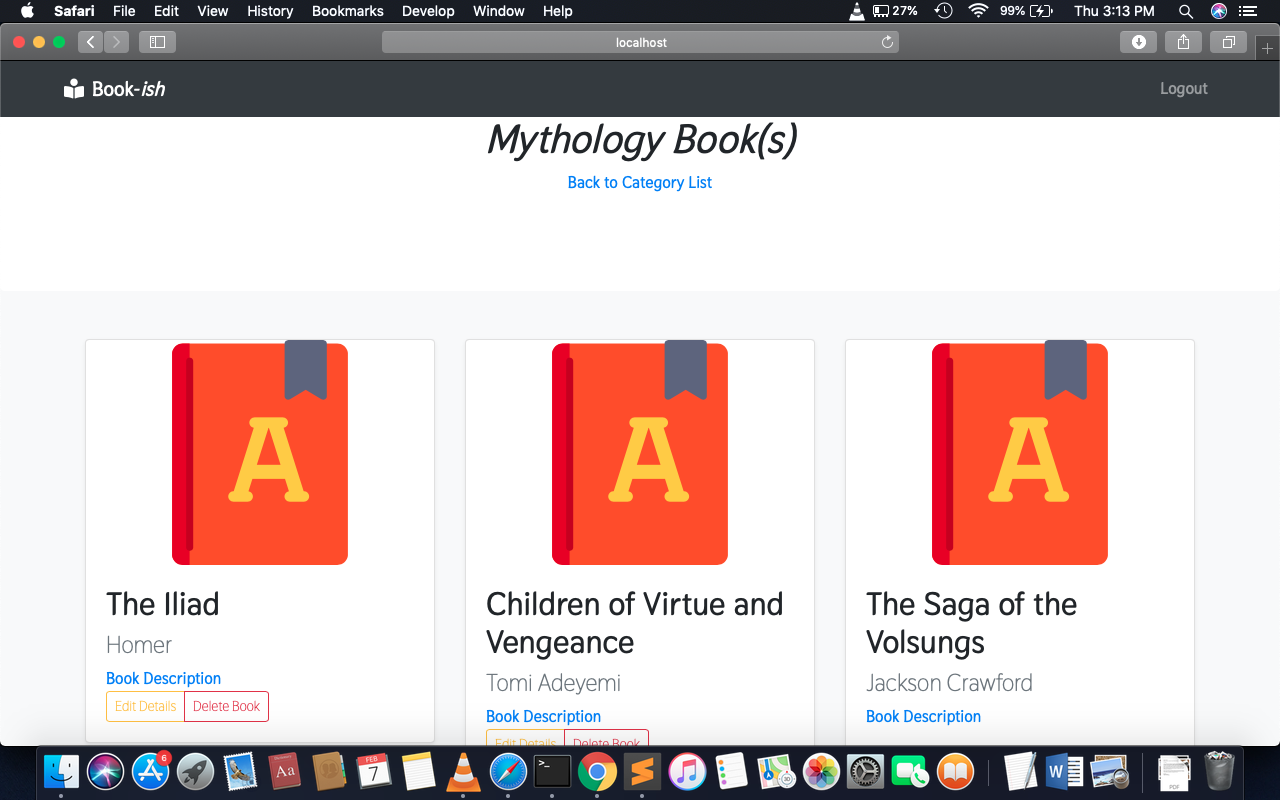 Safari File Edit View History Bookmarks Develop Window Help 27% 99% Thu 3:13 PM
localhost
Book-ish Logout
Mythology Book(s)
Back to Category List
A A A
The Iliad
Homer
Book Description
Edit Details Delete Book
Children of Virtue and
Vengeance
Tomi Adeyemi
Book Description
Edit Details Delete Book
The Saga of the
Volsungs
Jackson Crawford
Book Description
6
Aa
FEB
7
>_
30
W
PDF